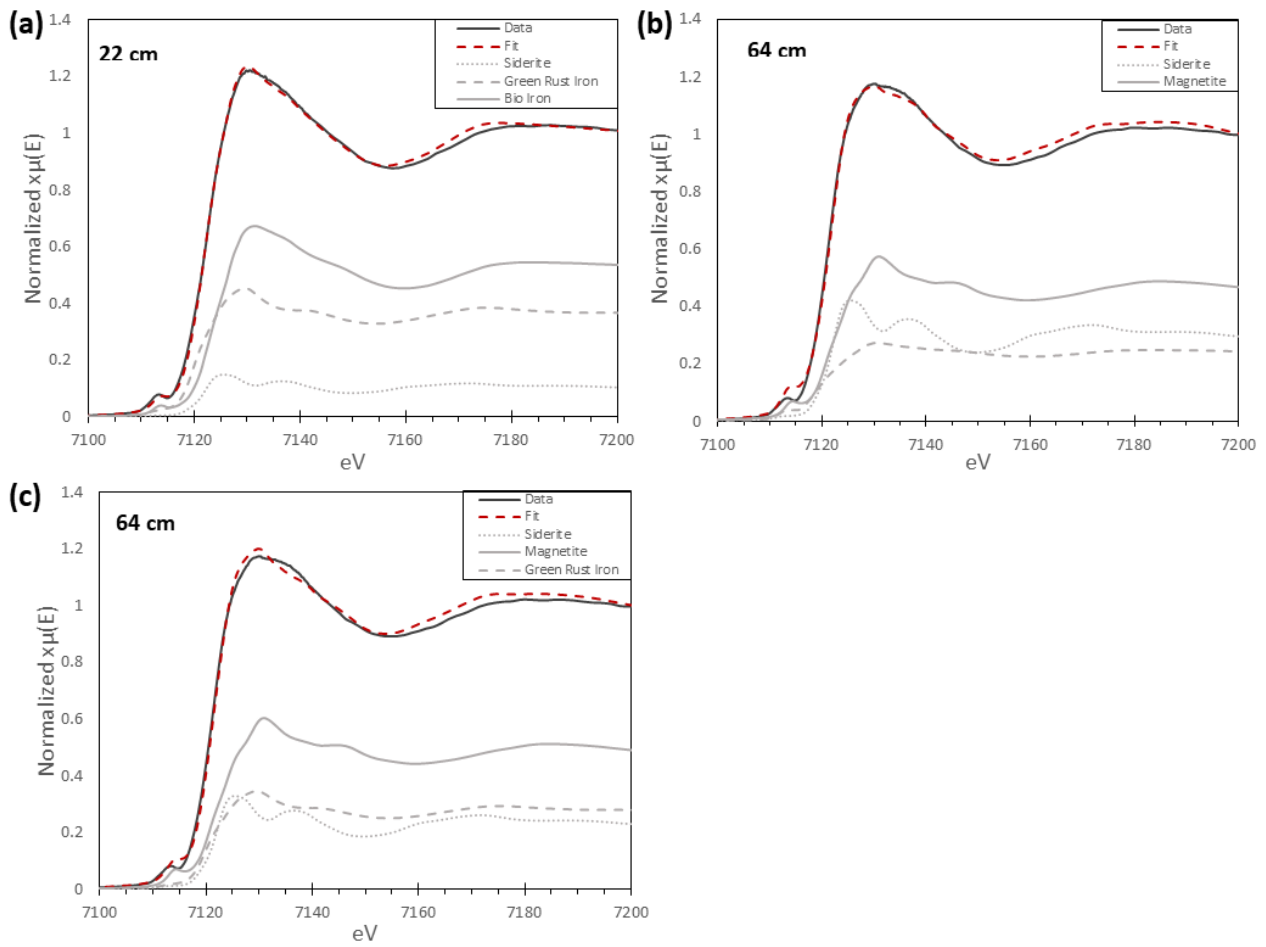 (a)
22 cm
Normalized xµ(E)
1.4
1.2
1
0.8
0.6
0.4
0.2
0
7100 7120 7140 7160 7180 7200
eV
Data
Fit
Siderite
Green Rust Iron
Bio Iron
(b)
64 cm
Normalized xµ(E)
1.4
1.2
1
0.8
0.6
0.4
0.2
0
7100 7120 7140 7160 7180 7200
eV
Data
Fit
Siderite
Magnetite
(c)
64 cm
Normalized xµ(E)
1.4
1.2
1
0.8
0.6
0.4
0.2
0
7100 7120 7140 7160 7180 7200
eV
Data
Fit
Siderite
Magnetite
Green Rust Iron